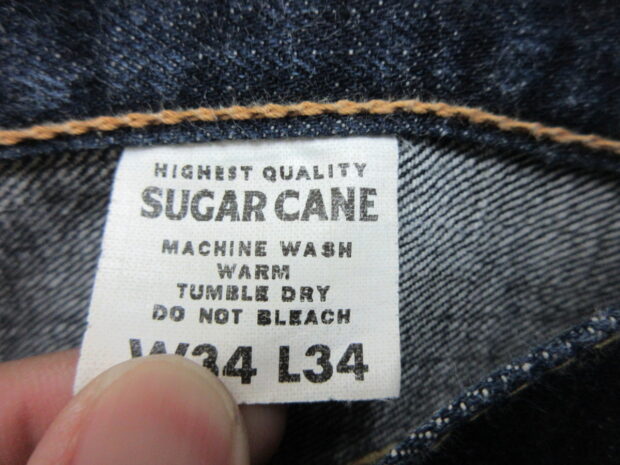 HIGHEST QUALITY
SUGAR CANE
MACHINE WASH
WARM
TUMBLE DRY
DO NOT BLEACH
W34 L34